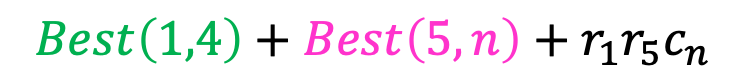 Best(1,4) + Best(5,n) + r₁r₅cₙ